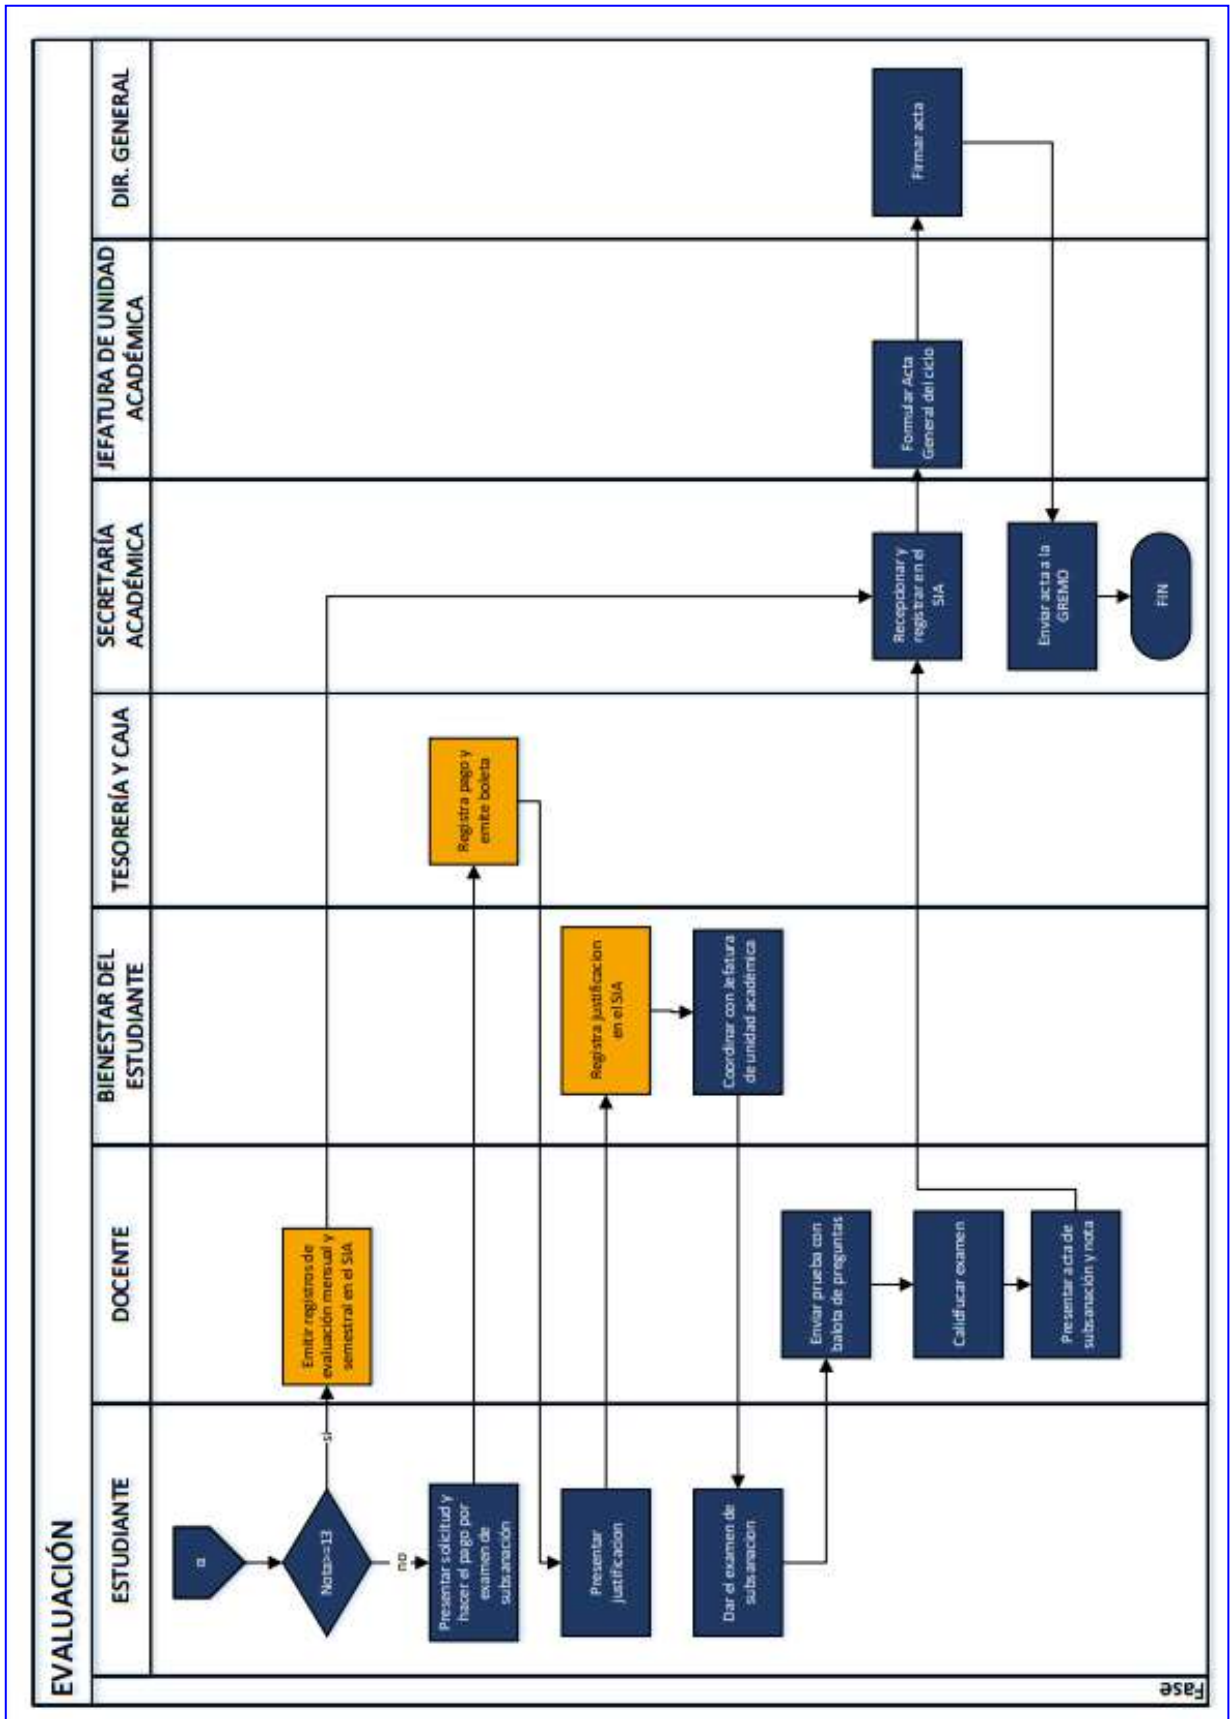 EVALUACIÓN
ESTUDIANTE
DOCENTE
BIENESTAR DEL
ESTUDIANTE
TESORERÍA Y CAJA
SECRETARÍA
ACADÉMICA
JEFATURA DE UNIDAD
ACADÉMICA
DIR. GENERAL
Fase
Nota>=13
si
no
Emitir registros de
evaluación mensual y
semestral en el SIA
Presentar solicitud y
hacer el pago por
examen de
subsanación
Registra pago y
emite boleta
Presentar
justificacion
Registra justificacion
en el SIA
Coordinar con Jefatura
de unidad académica
Dar el examen de
subsanacion
Enviar prueba con
balota de preguntas
Calidfucar examen
Presentar acta de
subsanación y nota
Recepcionar y
registrar en el
SIA
Formular Acta
General del ciclo
Firmar acta
Enviar acta a la
GREMO
FIN